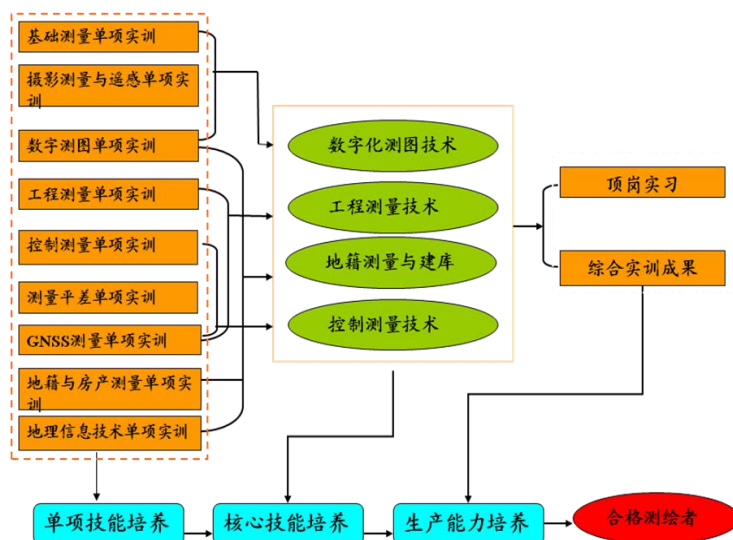 基础测量单项实训
摄影测量与遥感单项实
训
数字测图单项实训
工程测量单项实训
控制测量单项实训
测量平差单项实训
GNSS测量单项实训
地籍与房产测量单项实
训
地理信息技术单项实训
数字化测图技术
工程测量技术
地籍测量与建库
控制测量技术
顶岗实习
综合实训成果
单项技能培养
核心技能培养
生产能力培养
合格测绘者